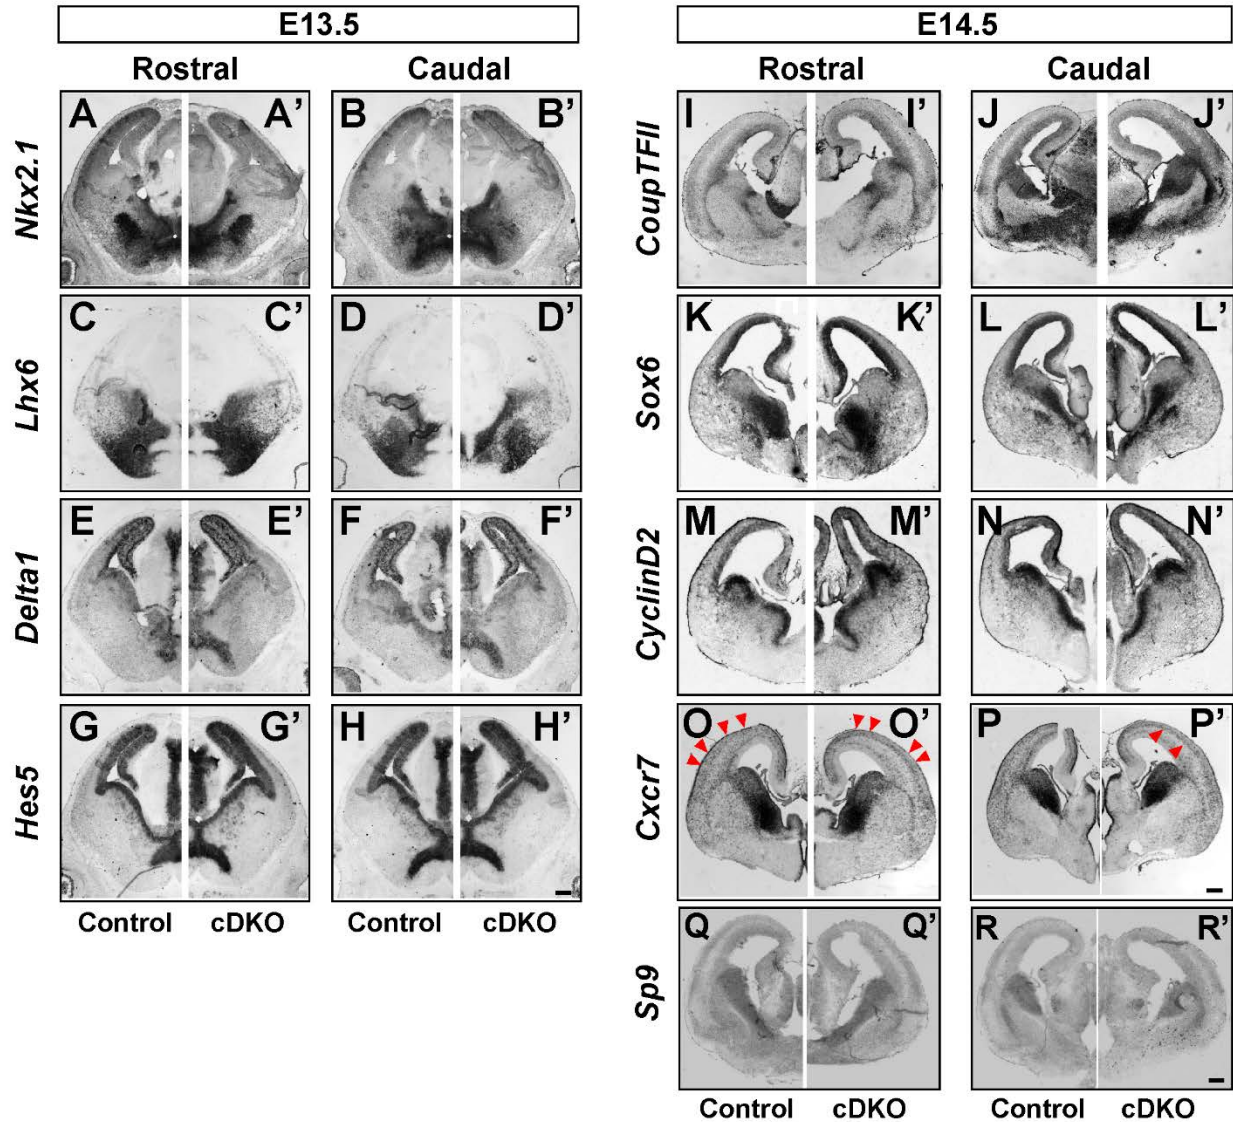 E13.5 E14.5
Rostral Caudal Rostral Caudal
Nkx2.1 A A’ B B’ CoupTFII I I’ J J’
Lhx6 C C’ D D’ Sox6 K K’ L L’
Delta1 E E’ F F’ CyclinD2 M M’ N N’
Hes5 G G’ H H’ Cxcr7 O O’ P P’
Control cDKO Control cDKO
Sp9 Q Q’ R R’
Control cDKO Control cDKO